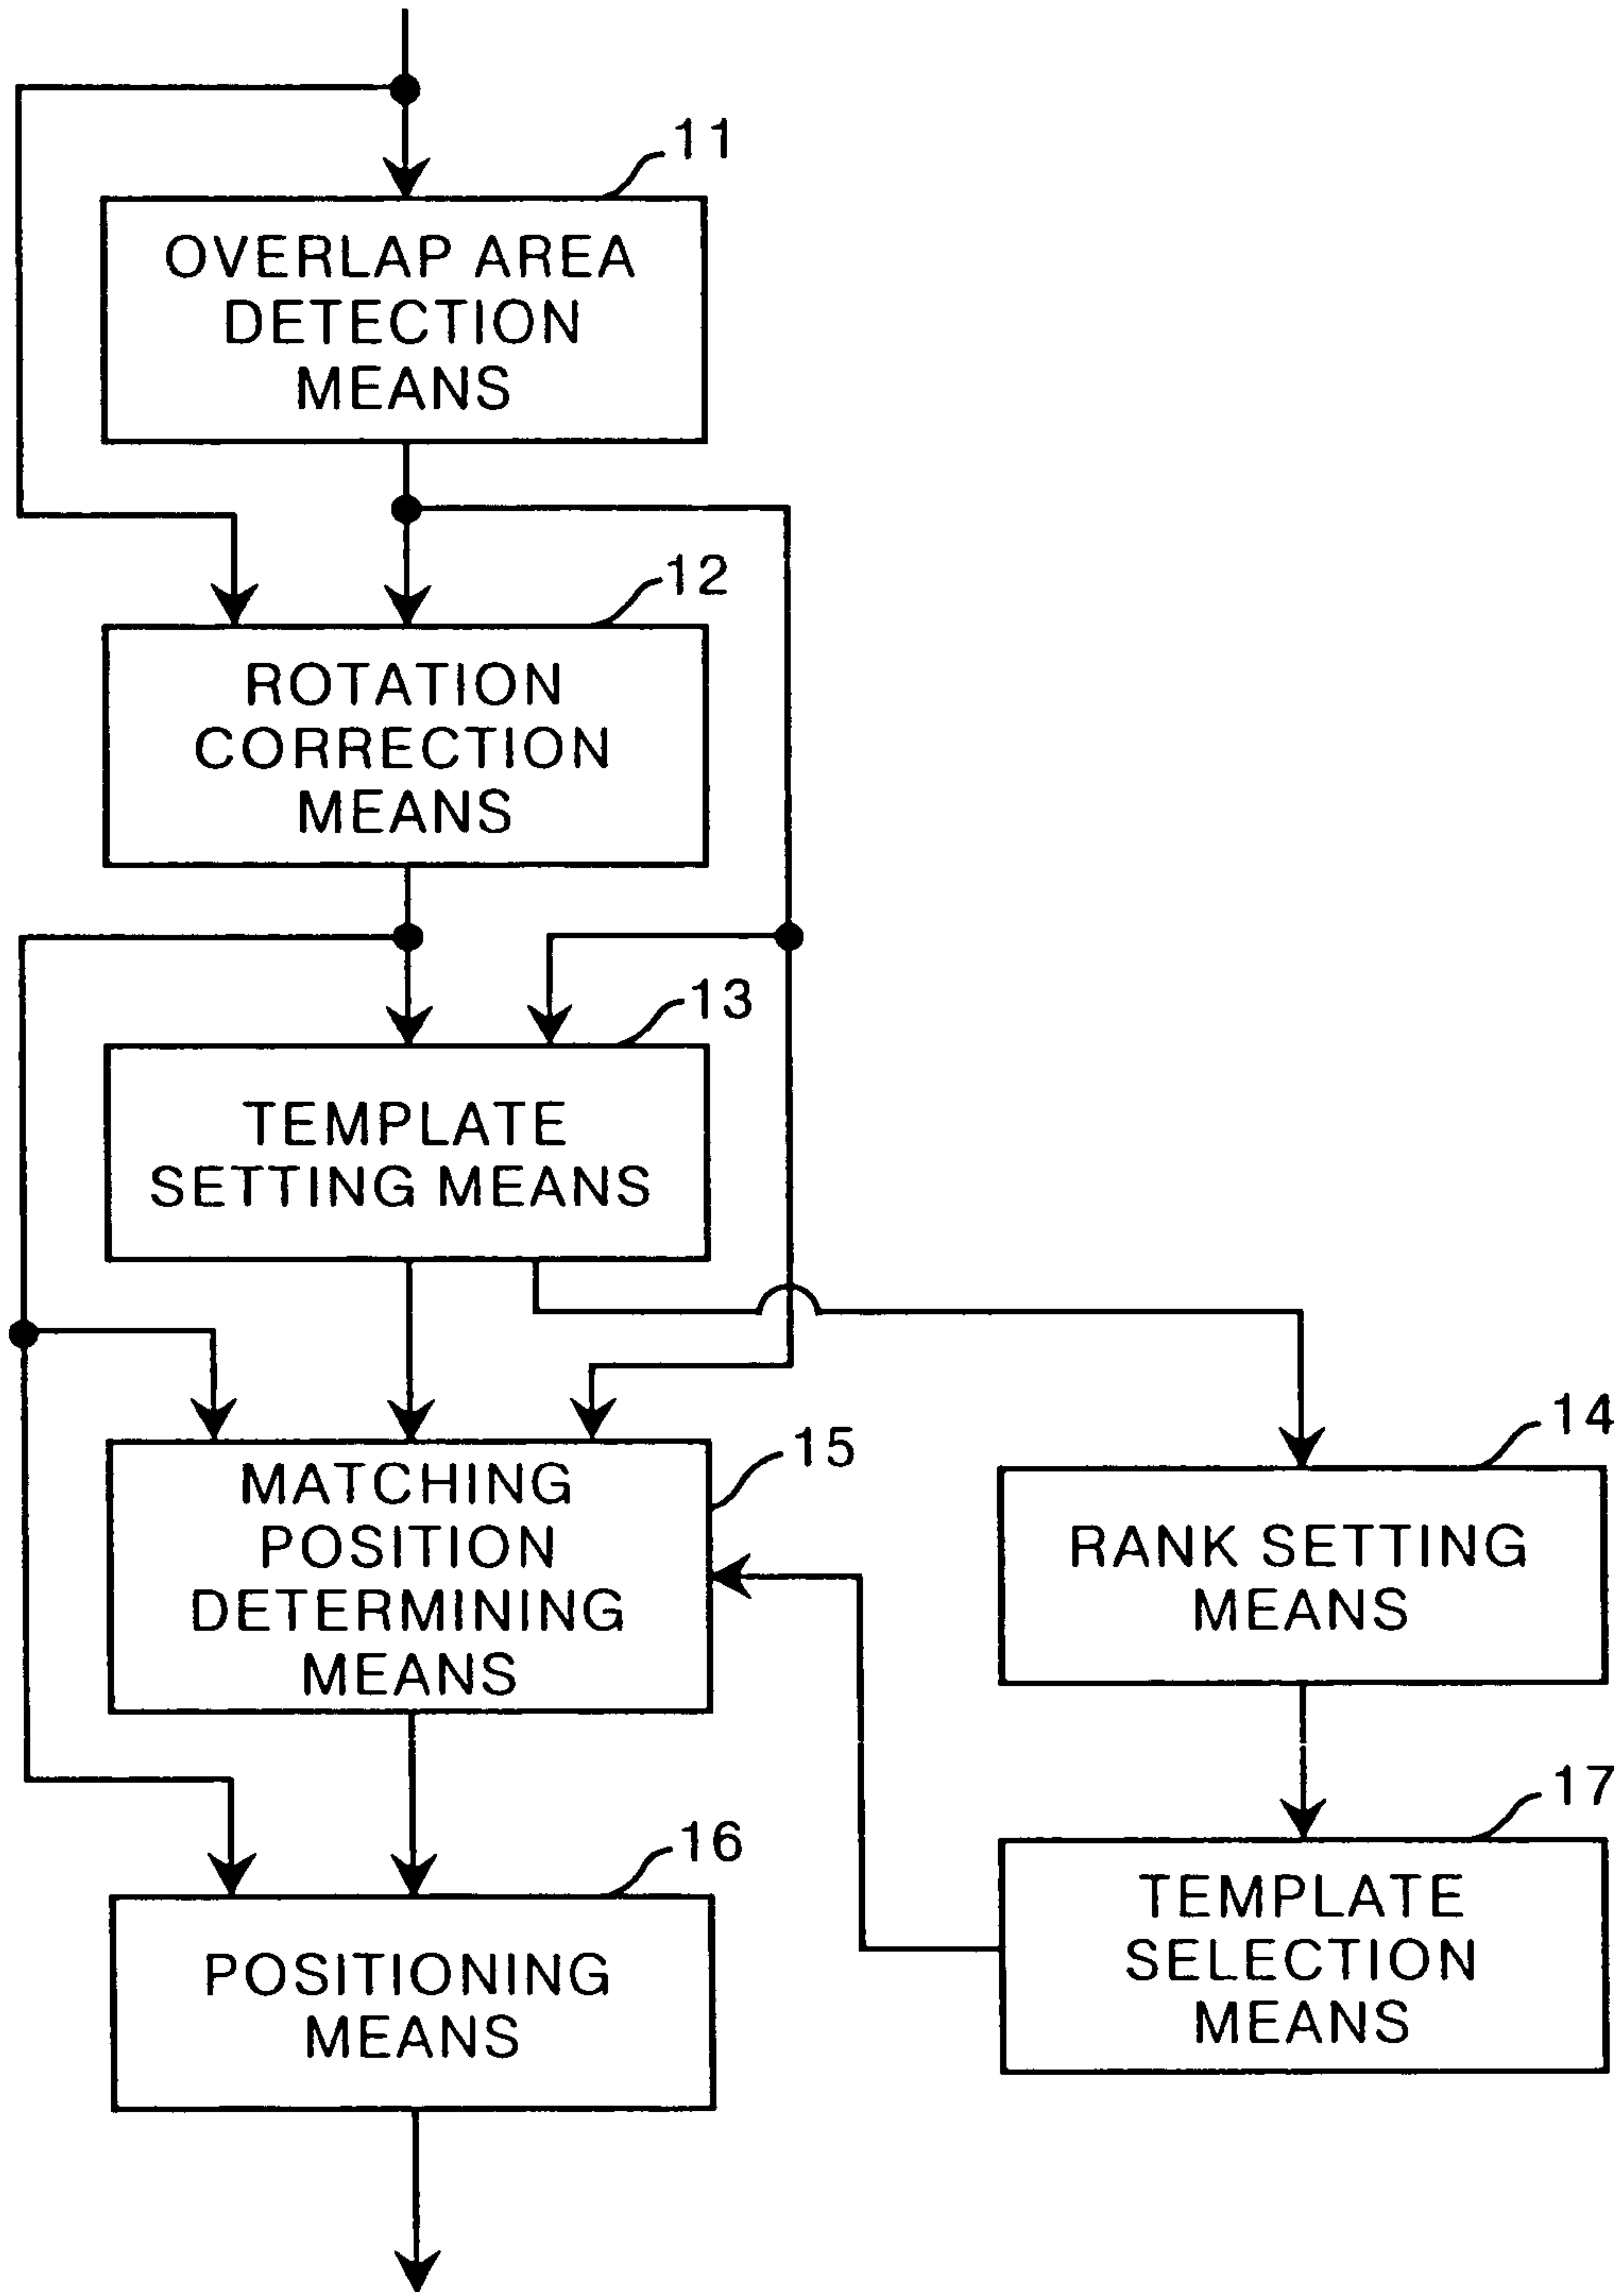 11
OVERLAP AREA
DETECTION
MEANS
12
ROTATION
CORRECTION
MEANS
13
TEMPLATE
SETTING MEANS
15
MATCHING
POSITION
DETERMINING
MEANS
14
RANK SETTING
MEANS
16
POSITIONING
MEANS
17
TEMPLATE
SELECTION
MEANS